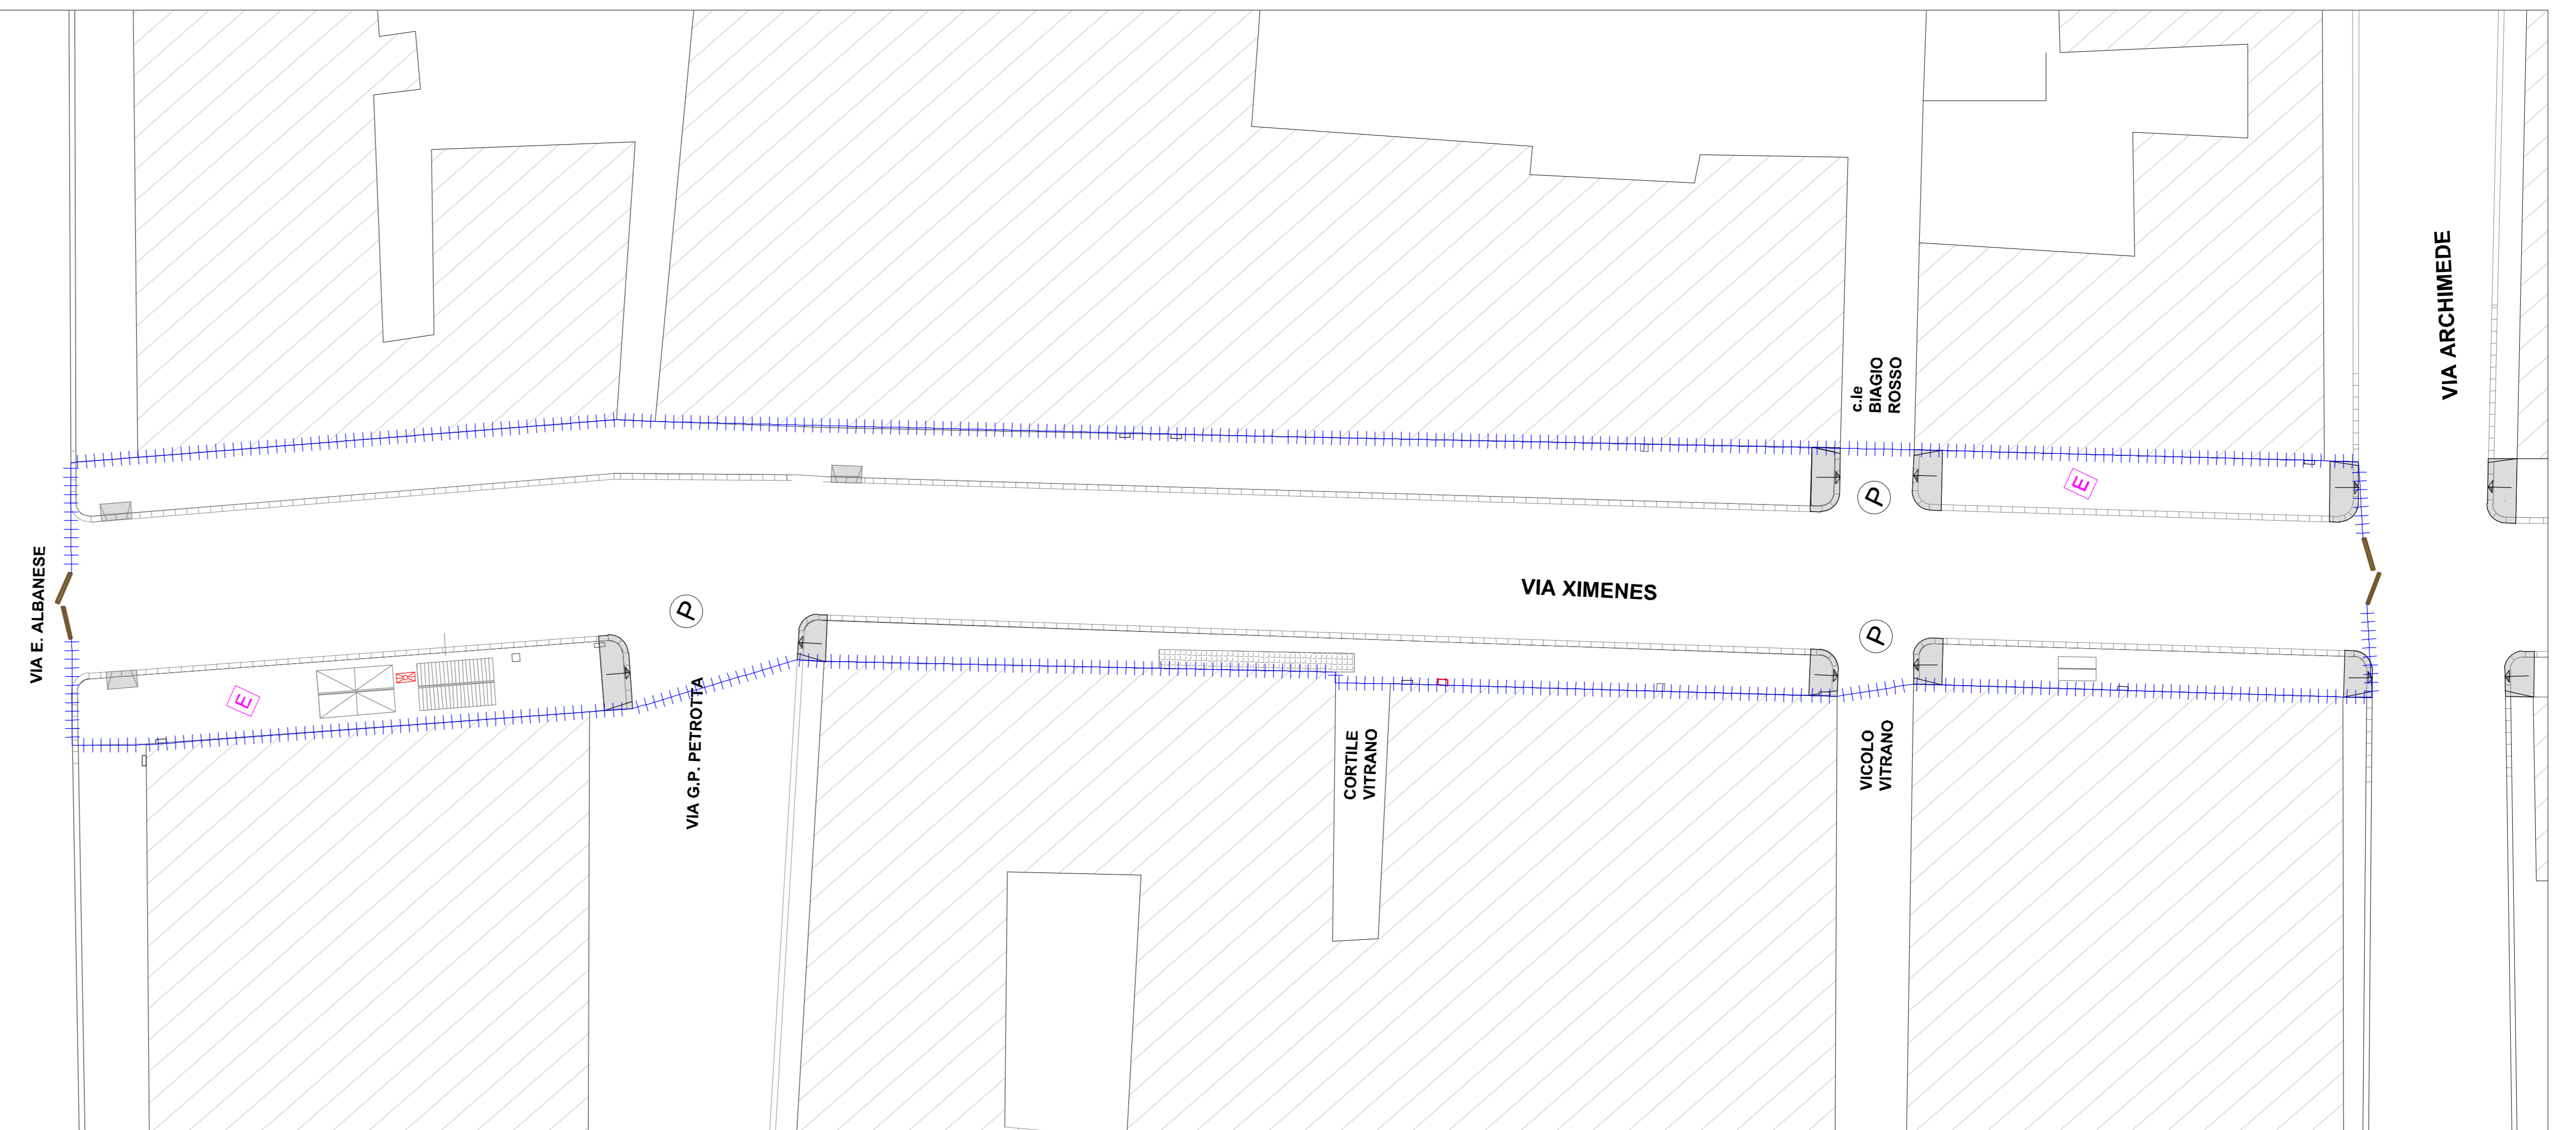 VIA ARCHIMEDE
c.le
BIAGIO
ROSSO
E
P
VIA E. ALBANESE
VIA XIMENES
P
P
E
VIA G.P. PETROTTA
CORTILE
VITRANO
VICOLO
VITRANO